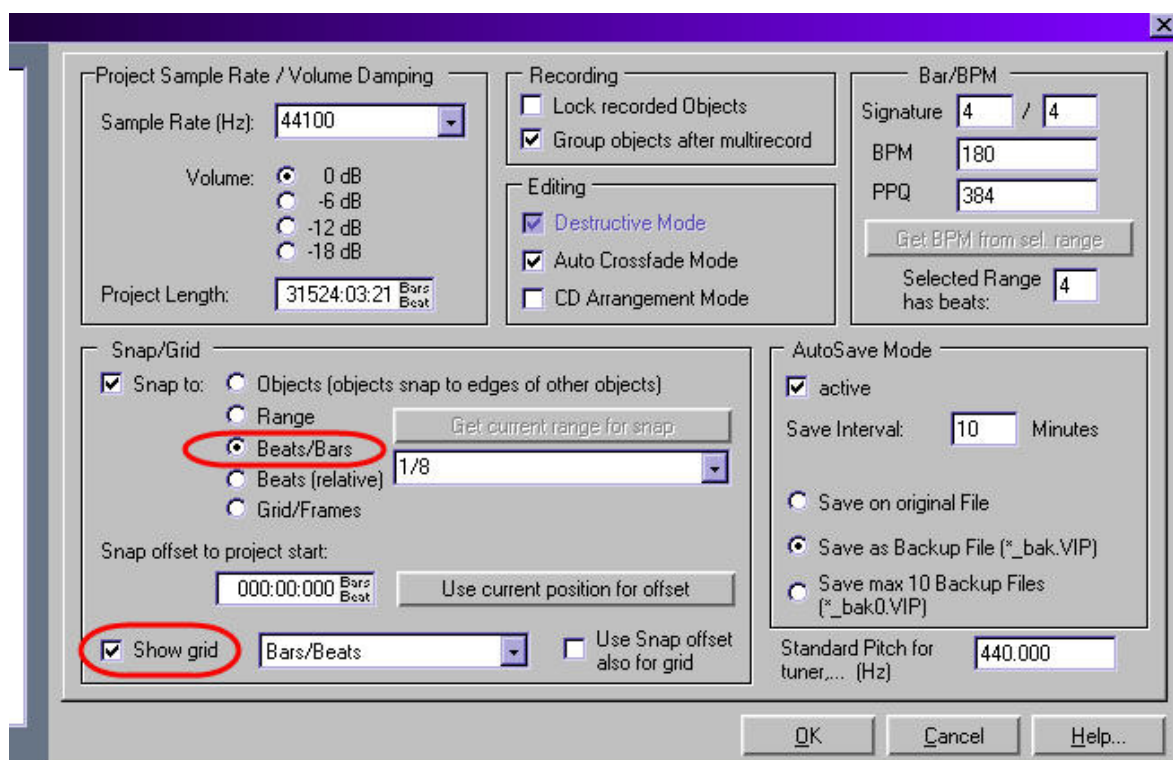 Project Sample Rate / Volume Damping
Sample Rate (Hz): 44100
Volume: 0 dB
-6 dB
-12 dB
-18 dB
Project Length: 31524:03:21 Bars Beat
Recording
Lock recorded Objects
Group objects after multirecord
Editing
Destructive Mode
Auto Crossfade Mode
CD Arrangement Mode
Bar/BPM
Signature 4 / 4
BPM 180
PPQ 384
Get BPM from sel. range
Selected Range
has beats: 4
Snap/Grid
Snap to: Objects (objects snap to edges of other objects)
Range
Get current range for snap
Beats/Bars
1/8
Beats (relative)
Grid/Frames
Snap offset to project start:
000:00:000 Bars Beat
Use current position for offset
Show grid Bars/Beats
Use Snap offset
also for grid
AutoSave Mode
active
Save Interval: 10 Minutes
Save on original File
Save as Backup File (*_bak.VIP)
Save max 10 Backup Files
(*_bak0.VIP)
Standard Pitch for
tuner,... (Hz) 440.000
OK Cancel Help...